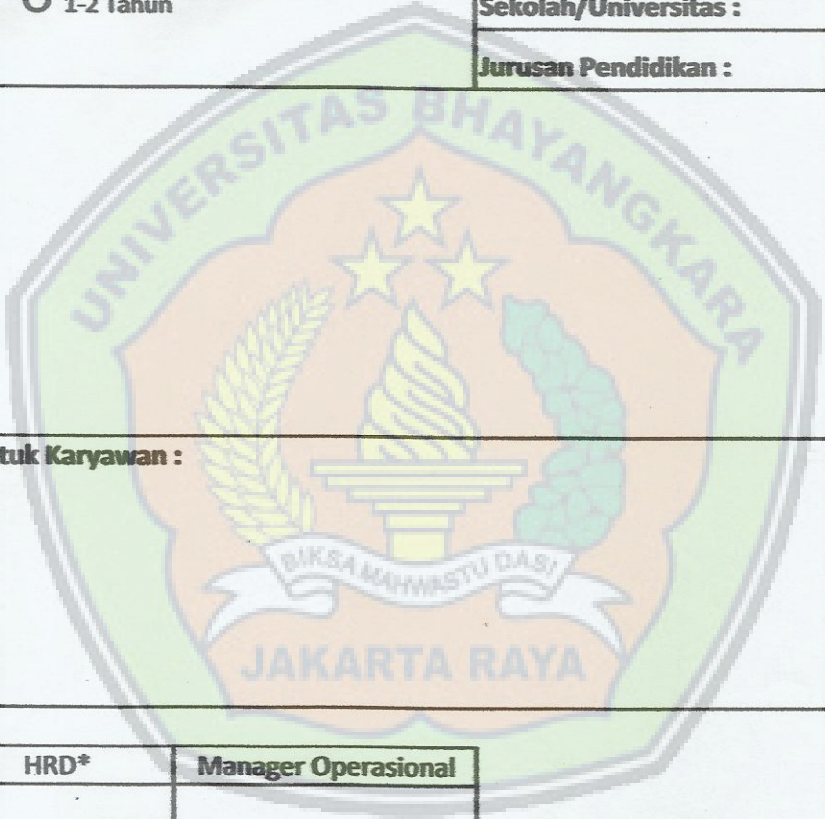 1-2 Tahun
Sekolah/Universitas :
Jurusan Pendidikan :
UNIVERSITAS BHAYANGKARA
tuk Karyawan :
BIKSA MAHWASTU DASI
JAKARTA RAYA
HRD*
Manager Operasional